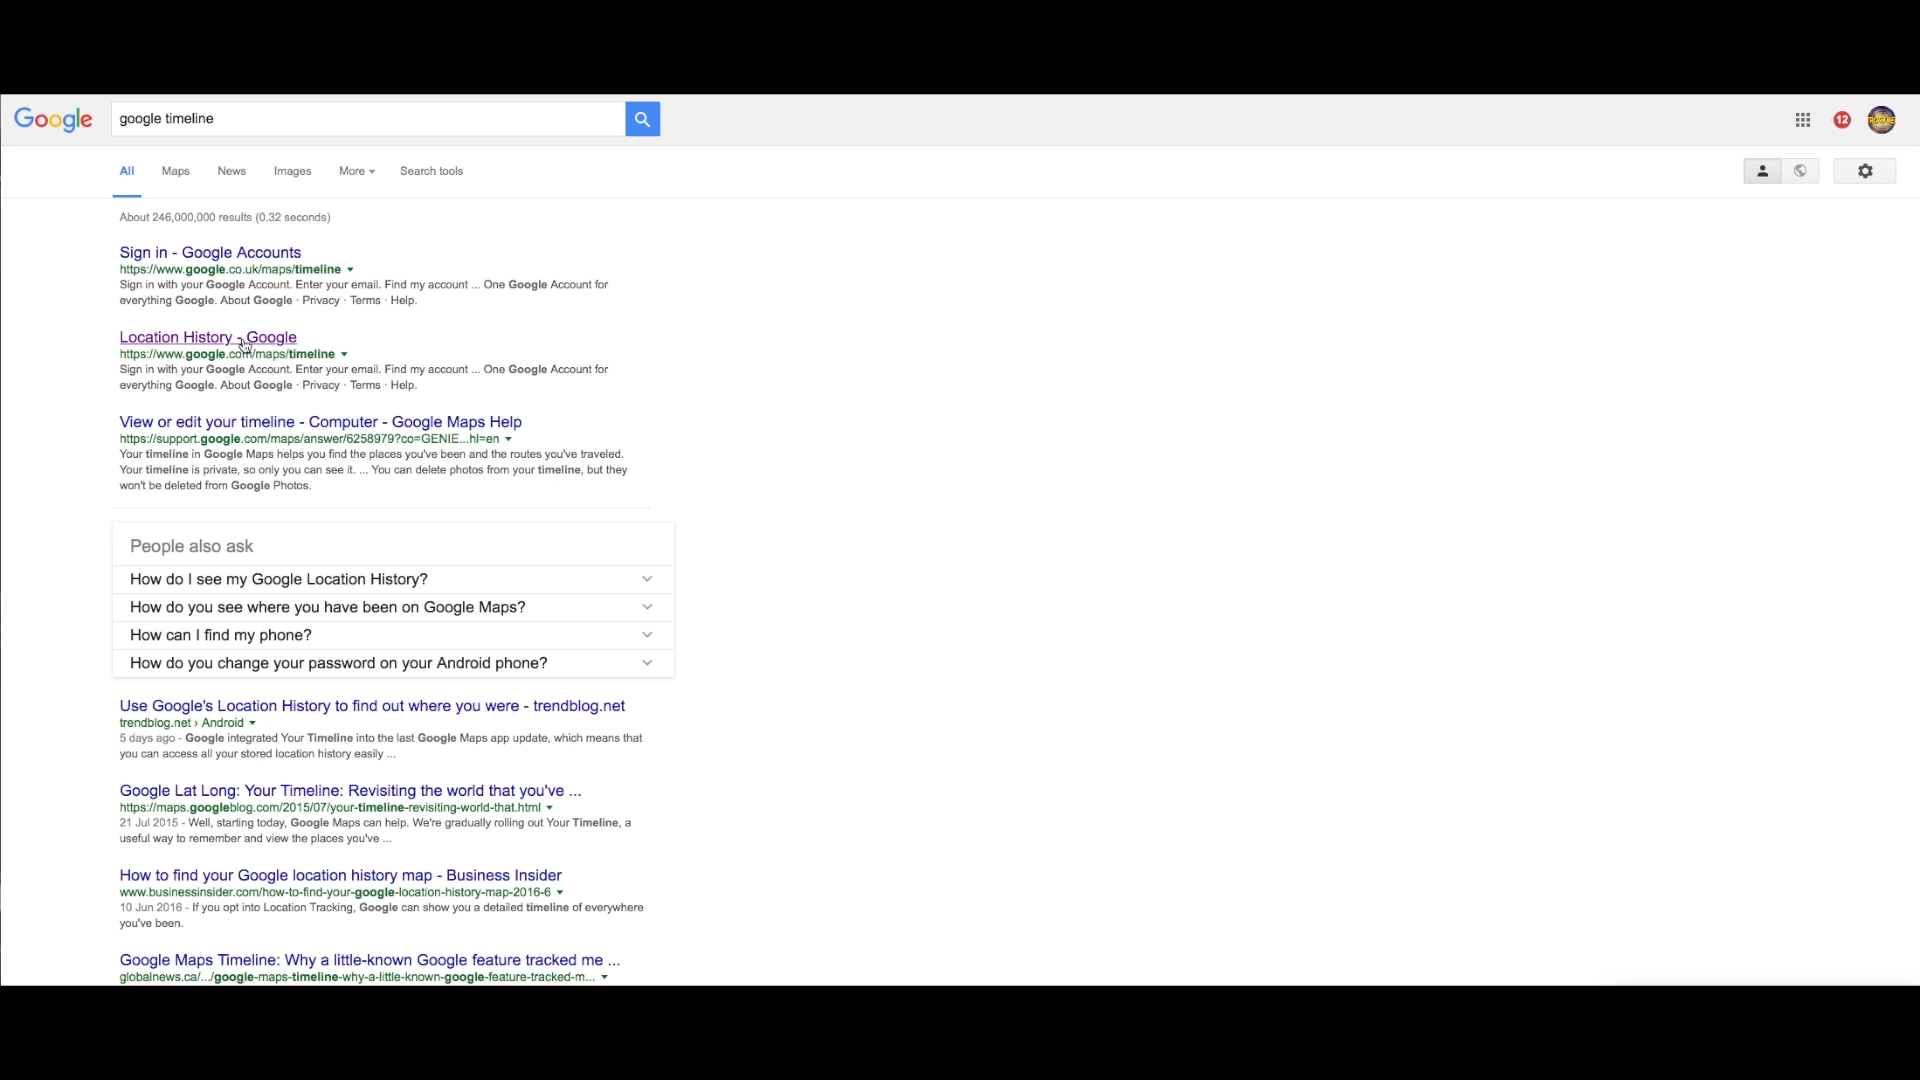 Google
google timeline
12
All Maps News Images More Search tools
About 246,000,000 results (0.32 seconds)
Sign in - Google Accounts
https://www.google.co.uk/maps/timeline
Sign in with your Google Account. Enter your email. Find my account ... One Google Account for
everything Google. About Google · Privacy · Terms · Help.
Location History - Google
https://www.google.com/maps/timeline
Sign in with your Google Account. Enter your email. Find my account ... One Google Account for
everything Google. About Google · Privacy · Terms · Help.
View or edit your timeline - Computer - Google Maps Help
https://support.google.com/maps/answer/6258979?co=GENIE...hl=en
Your timeline in Google Maps helps you find the places you've been and the routes you've traveled.
Your timeline is private, so only you can see it. ... You can delete photos from your timeline, but they
won't be deleted from Google Photos.
People also ask
How do I see my Google Location History?
How do you see where you have been on Google Maps?
How can I find my phone?
How do you change your password on your Android phone?
Use Google's Location History to find out where you were - trendblog.net
trendblog.net › Android
5 days ago - Google integrated Your Timeline into the last Google Maps app update, which means that
you can access all your stored location history easily ...
Google Lat Long: Your Timeline: Revisiting the world that you've ...
https://maps.googleblog.com/2015/07/your-timeline-revisiting-world-that.html
21 Jul 2015 - Well, starting today, Google Maps can help. We're gradually rolling out Your Timeline, a
useful way to remember and view the places you've ...
How to find your Google location history map - Business Insider
www.businessinsider.com/how-to-find-your-google-location-history-map-2016-6
10 Jun 2016 - If you opt into Location Tracking, Google can show you a detailed timeline of everywhere
you've been.
Google Maps Timeline: Why a little-known Google feature tracked me ...
globalnews.ca/.../google-maps-timeline-why-a-little-known-google-feature-tracked-m...